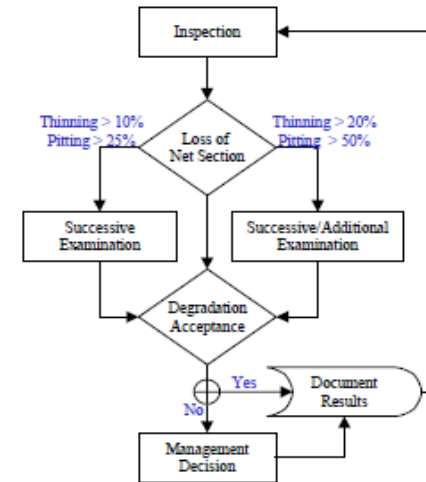 Inspection
Thinning > 10%
Pitting > 25%
Loss of
Net Section
Thinning > 20%
Pitting > 50%
Successive
Examination
Successive/Additional
Examination
Degradation
Acceptance
Yes
No
Document
Results
Management
Decision